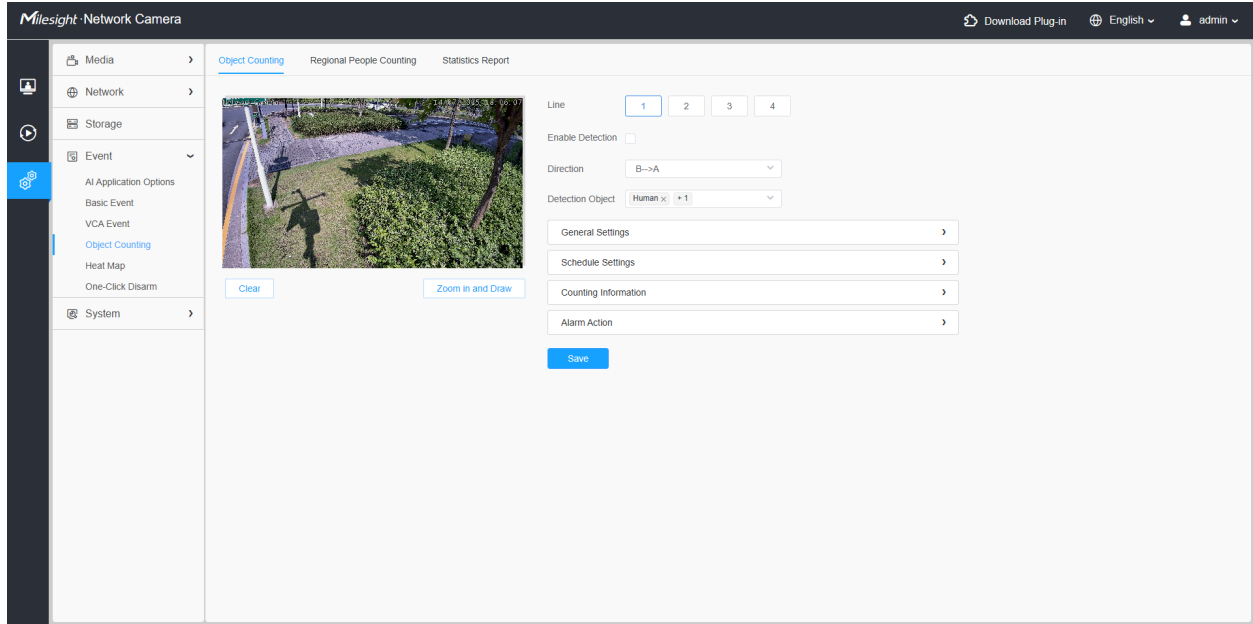 Milesight·Network Camera
Download Plug-in
English
admin
Media
Network
Storage
Event
AI Application Options
Basic Event
VCA Event
Object Counting
Heat Map
One-Click Disarm
System
Object Counting Regional People Counting Statistics Report
Clear
Zoom in and Draw
Line 1 2 3 4
Enable Detection
Direction B-->A
Detection Object Human × + 1
General Settings
Schedule Settings
Counting Information
Alarm Action
Save